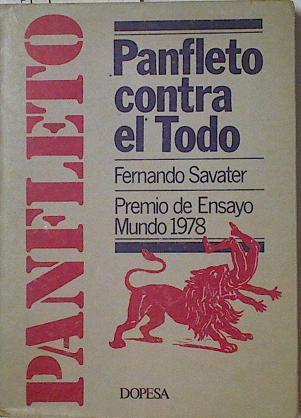 PANFLETO
Panfleto
contra
el Todo
Fernando Savater
Premio de Ensayo
Mundo 1978
DOPESA